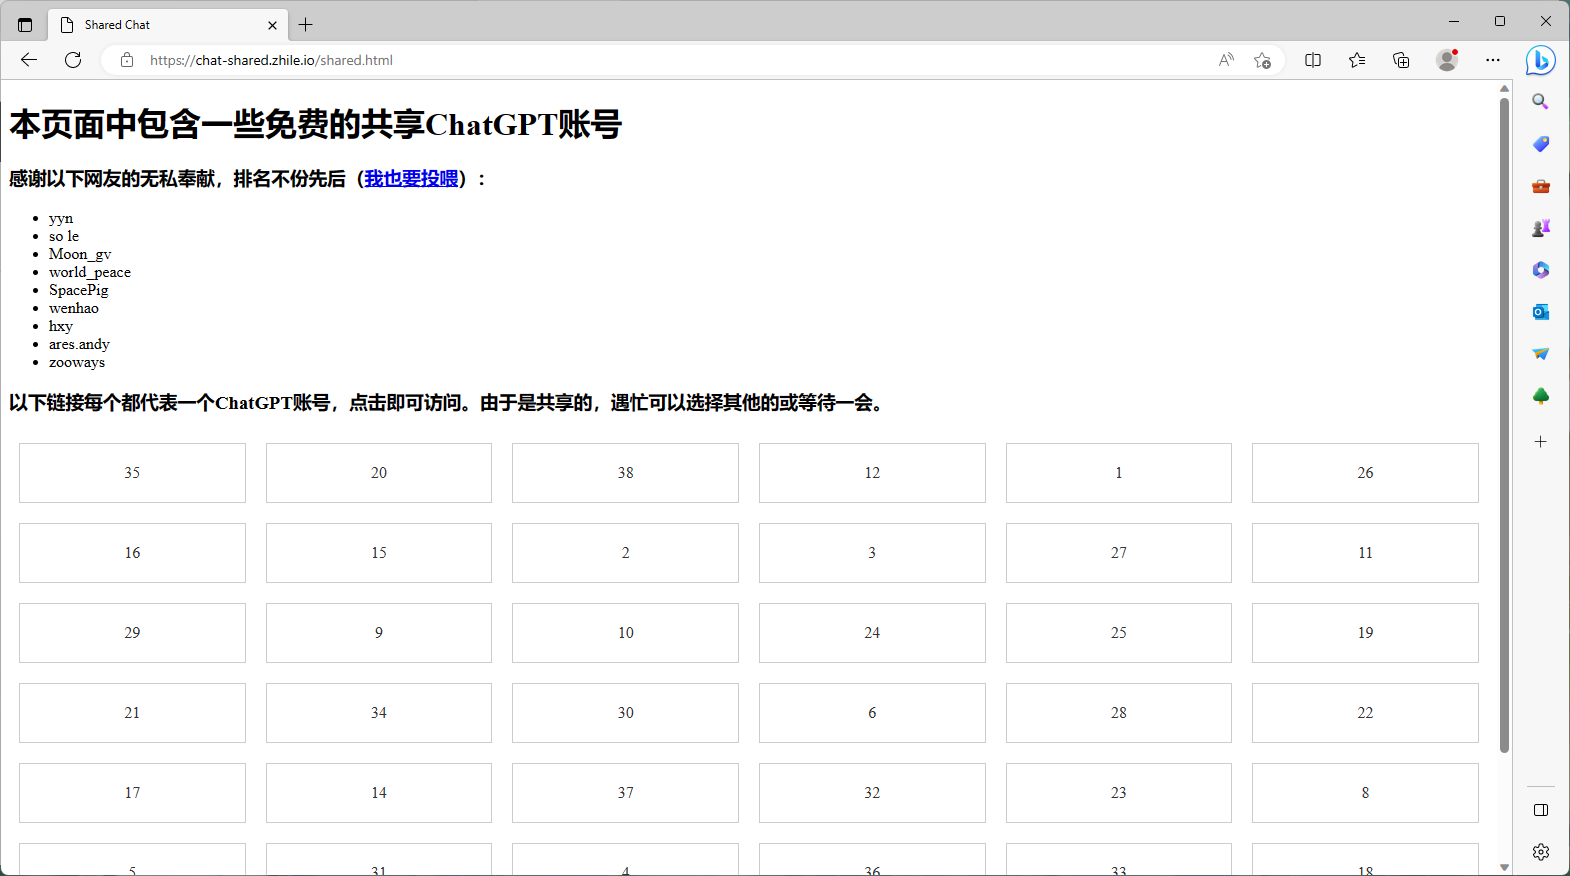 Shared Chat
https://chat-shared.zhile.io/shared.html
本页面中包含一些免费的共享ChatGPT账号
感谢以下网友的无私奉献，排名不份先后（我也要投喂）：
yyn
so le
Moon_gv
world_peace
SpacePig
wenhao
hxy
ares.andy
zooways
以下链接每个都代表一个ChatGPT账号，点击即可访问。由于是共享的，遇忙可以选择其他的或等待一会。
35 20 38 12 1 26
16 15 2 3 27 11
29 9 10 24 25 19
21 34 30 6 28 22
17 14 37 32 23 8
5 31 4 36 33 18